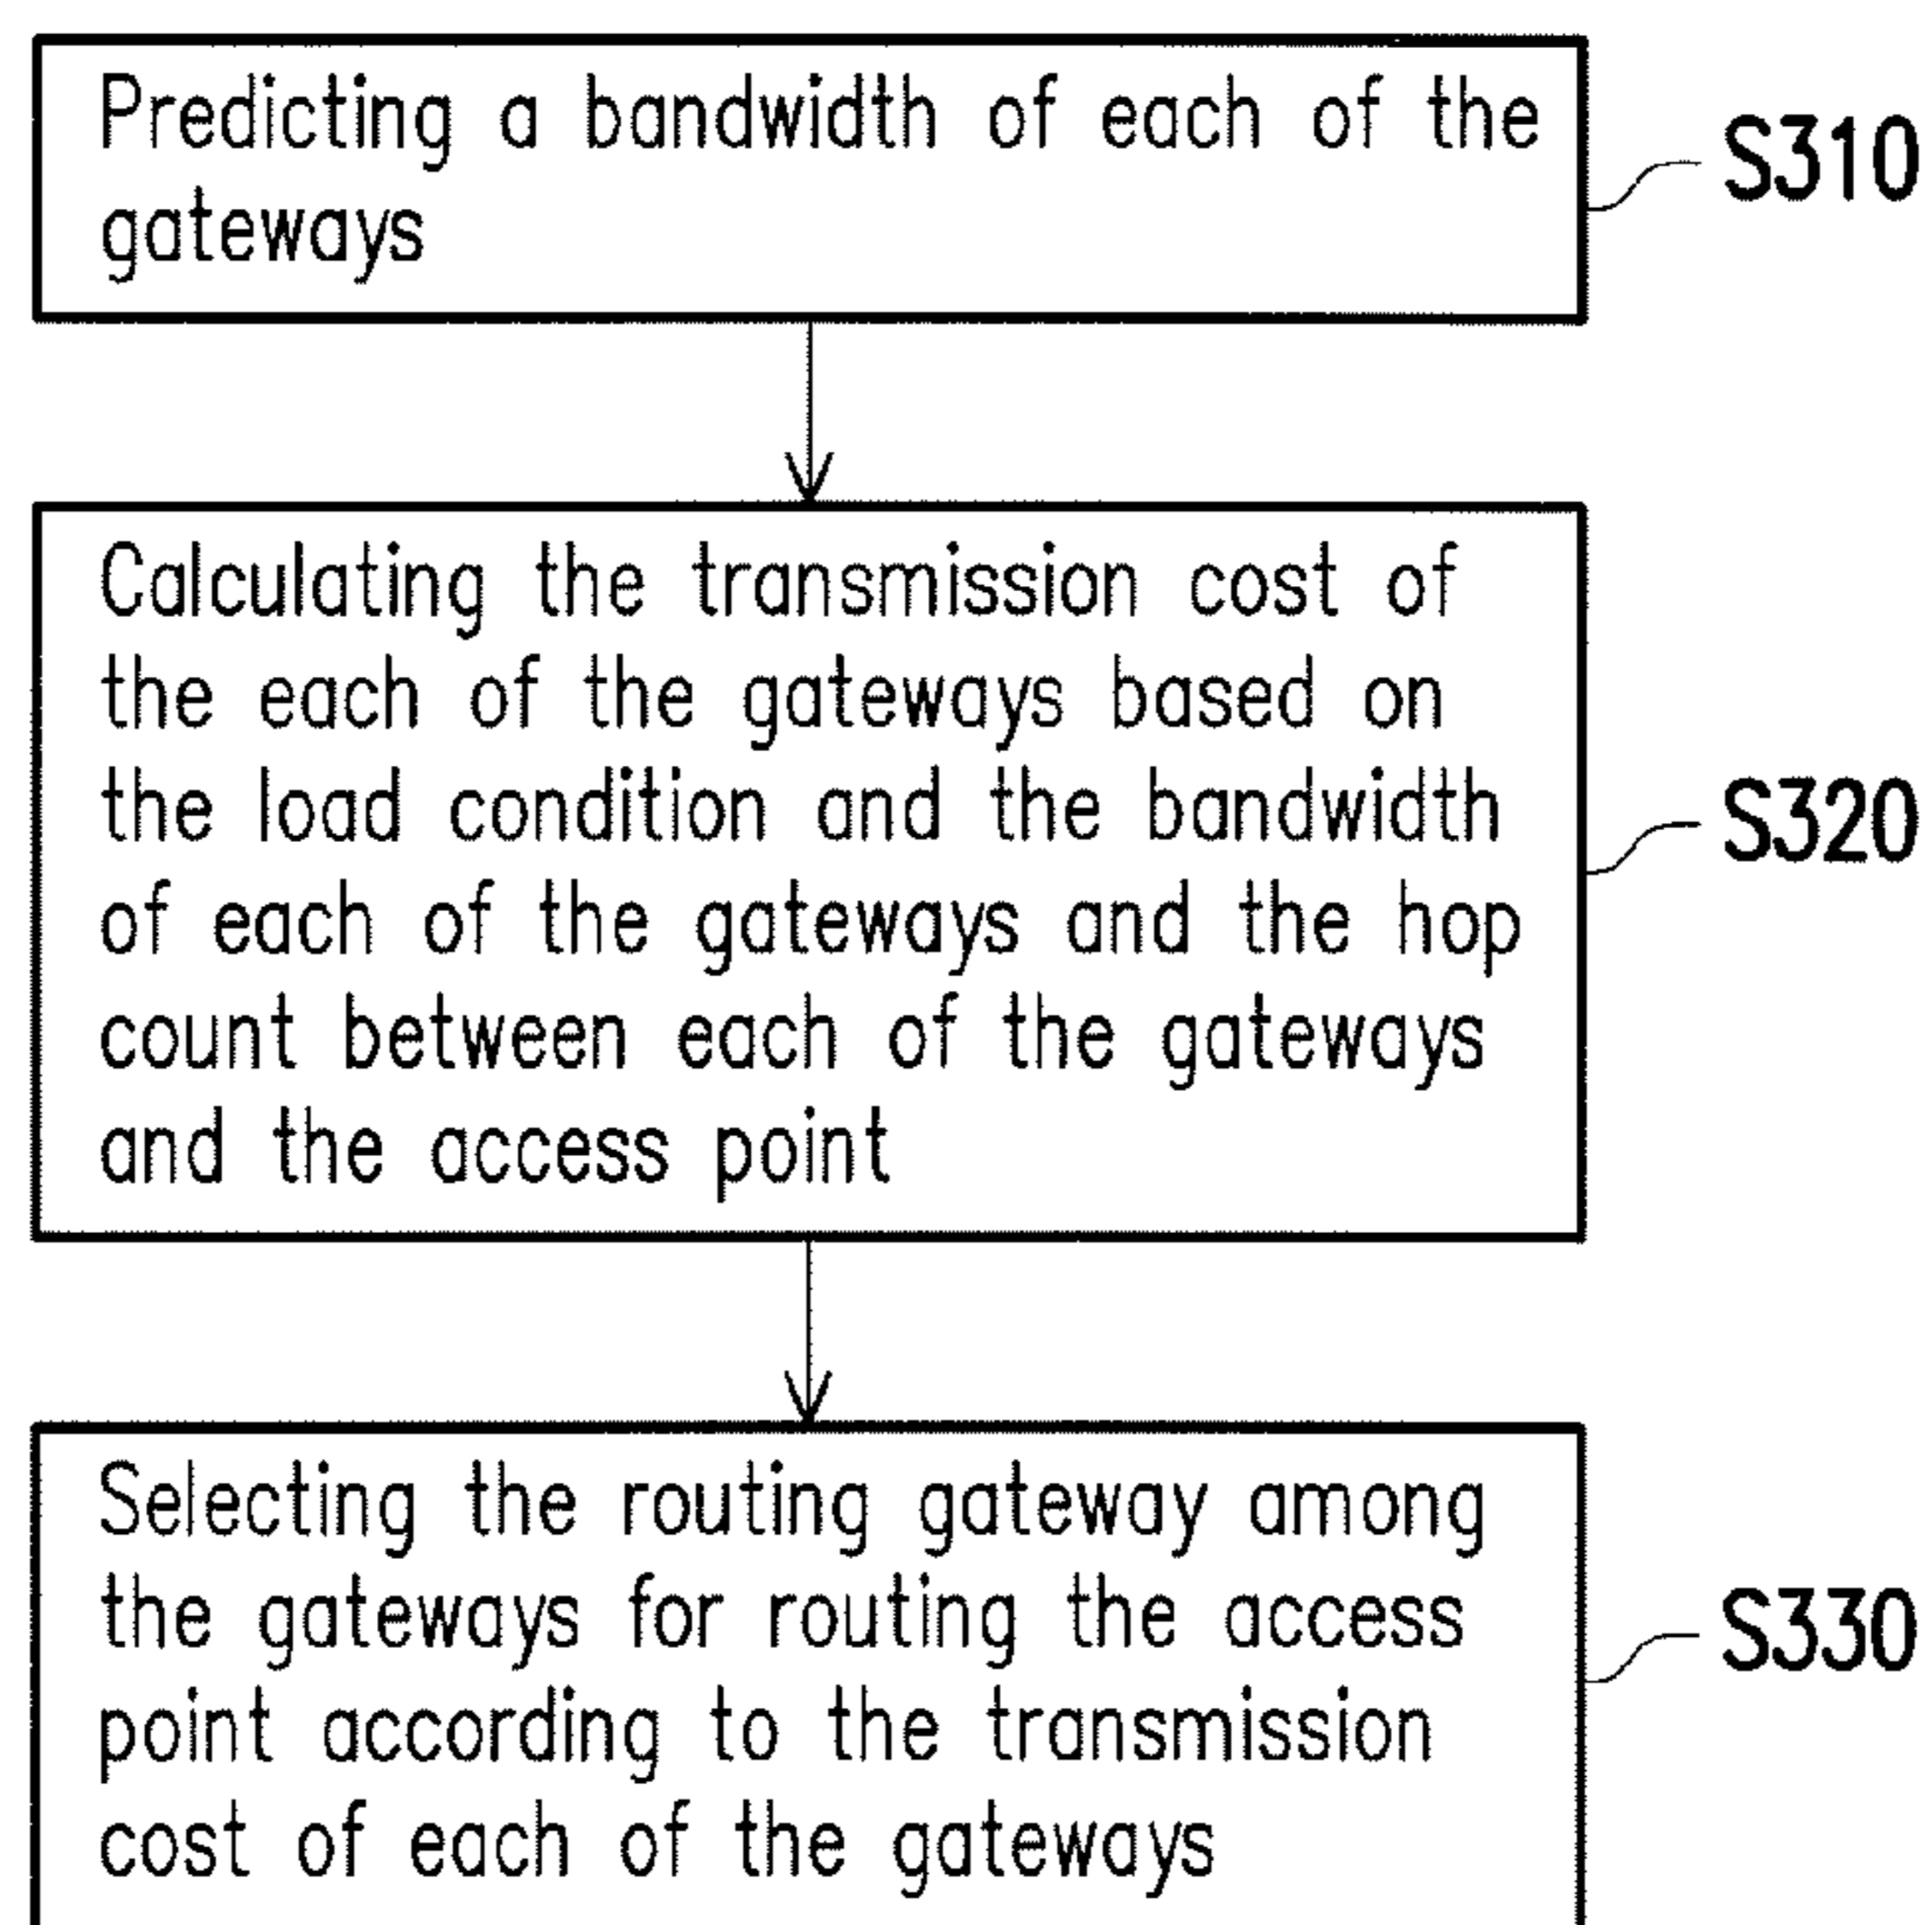 Predicting a bandwidth of each of the
gateways
S310
Calculating the transmission cost of
the each of the gateways based on
the load condition and the bandwidth
of each of the gateways and the hop
count between each of the gateways
and the access point
S320
Selecting the routing gateway among
the gateways for routing the access
point according to the transmission
cost of each of the gateways
S330